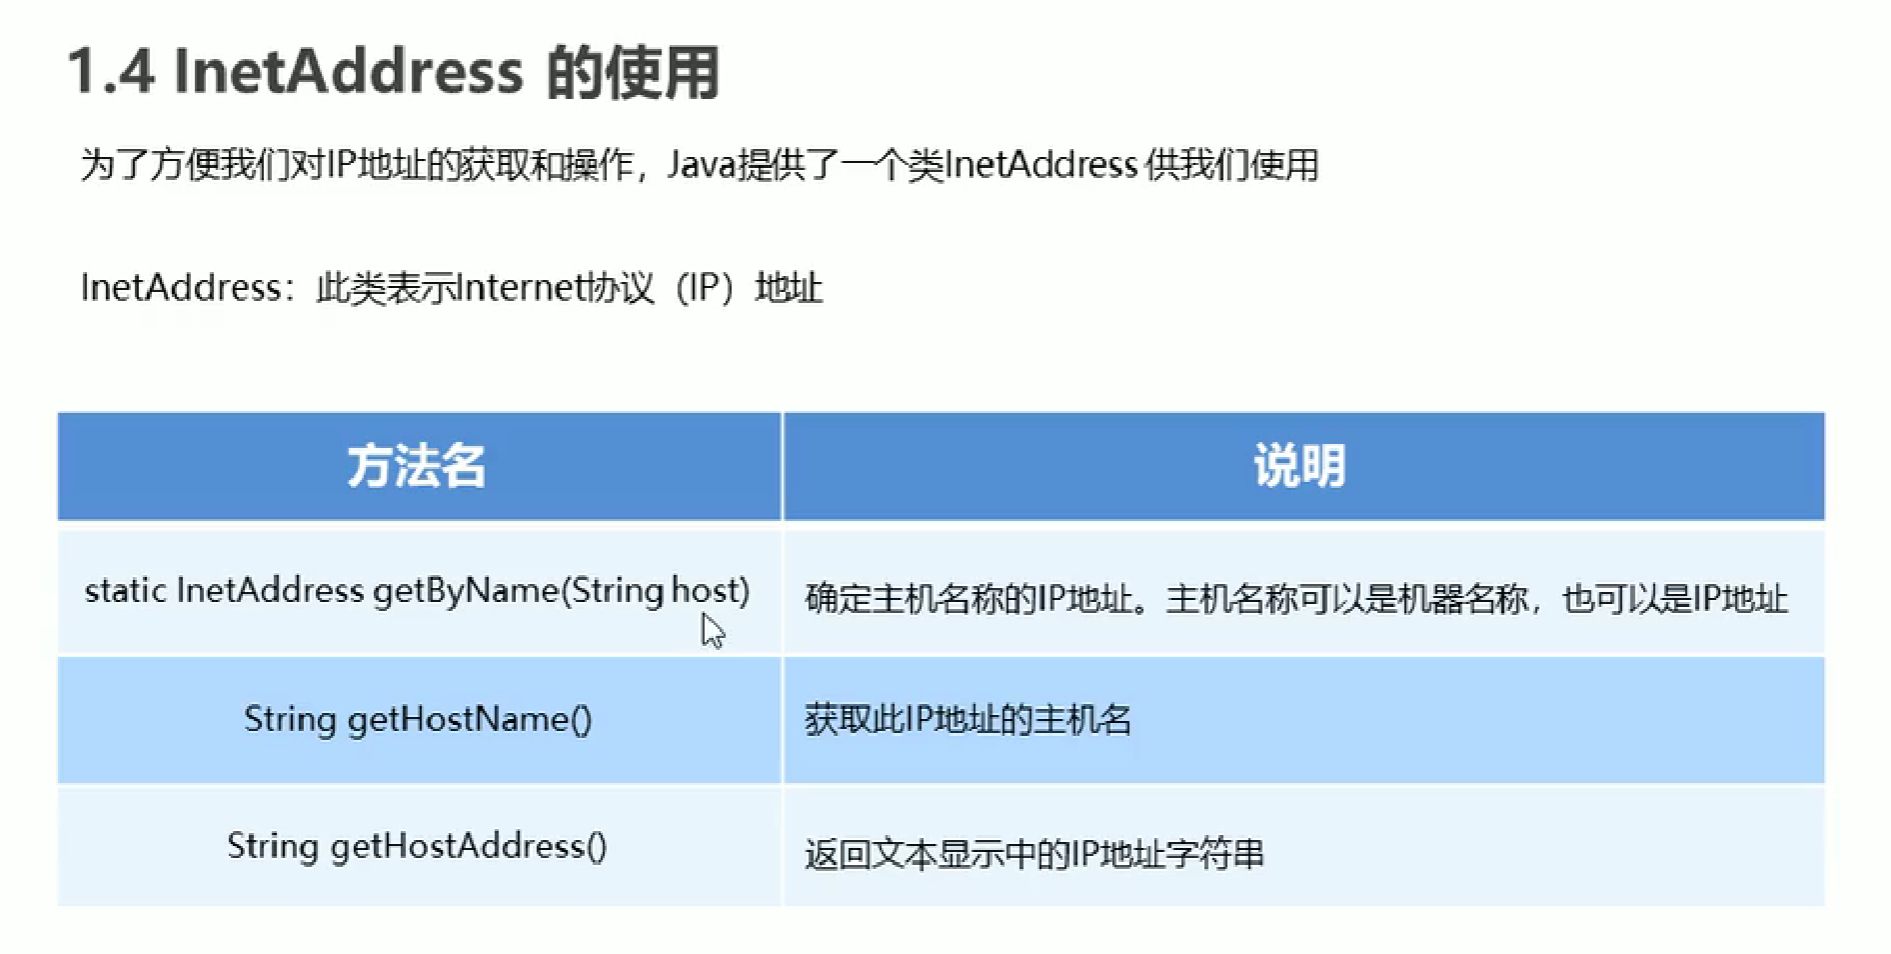 1.4 InetAddress 的使用
为了方便我们对IP地址的获取和操作，Java提供了一个类InetAddress 供我们使用
InetAddress：此类表示Internet协议（IP）地址
方法名 说明
static InetAddress getByName(String host) 确定主机名称的IP地址。主机名称可以是机器名称，也可以是IP地址
String getHostName() 获取此IP地址的主机名
String getHostAddress() 返回文本显示中的IP地址字符串